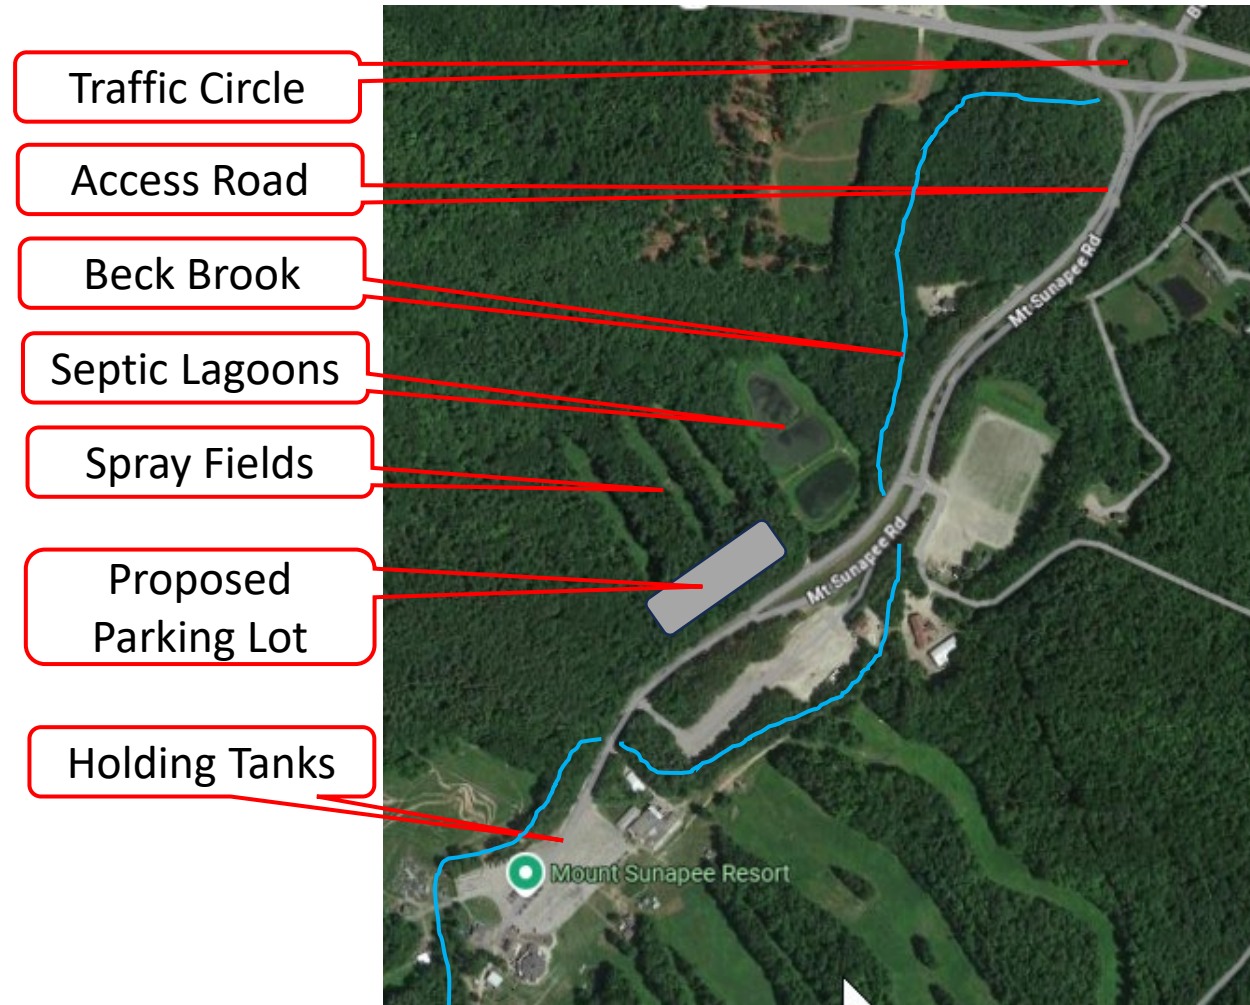 Traffic Circle
Access Road
Beck Brook
Septic Lagoons
Spray Fields
Proposed
Parking Lot
Holding Tanks
Mt Sunapee Rd
Mt Sunapee Rd
Mount Sunapee Resort